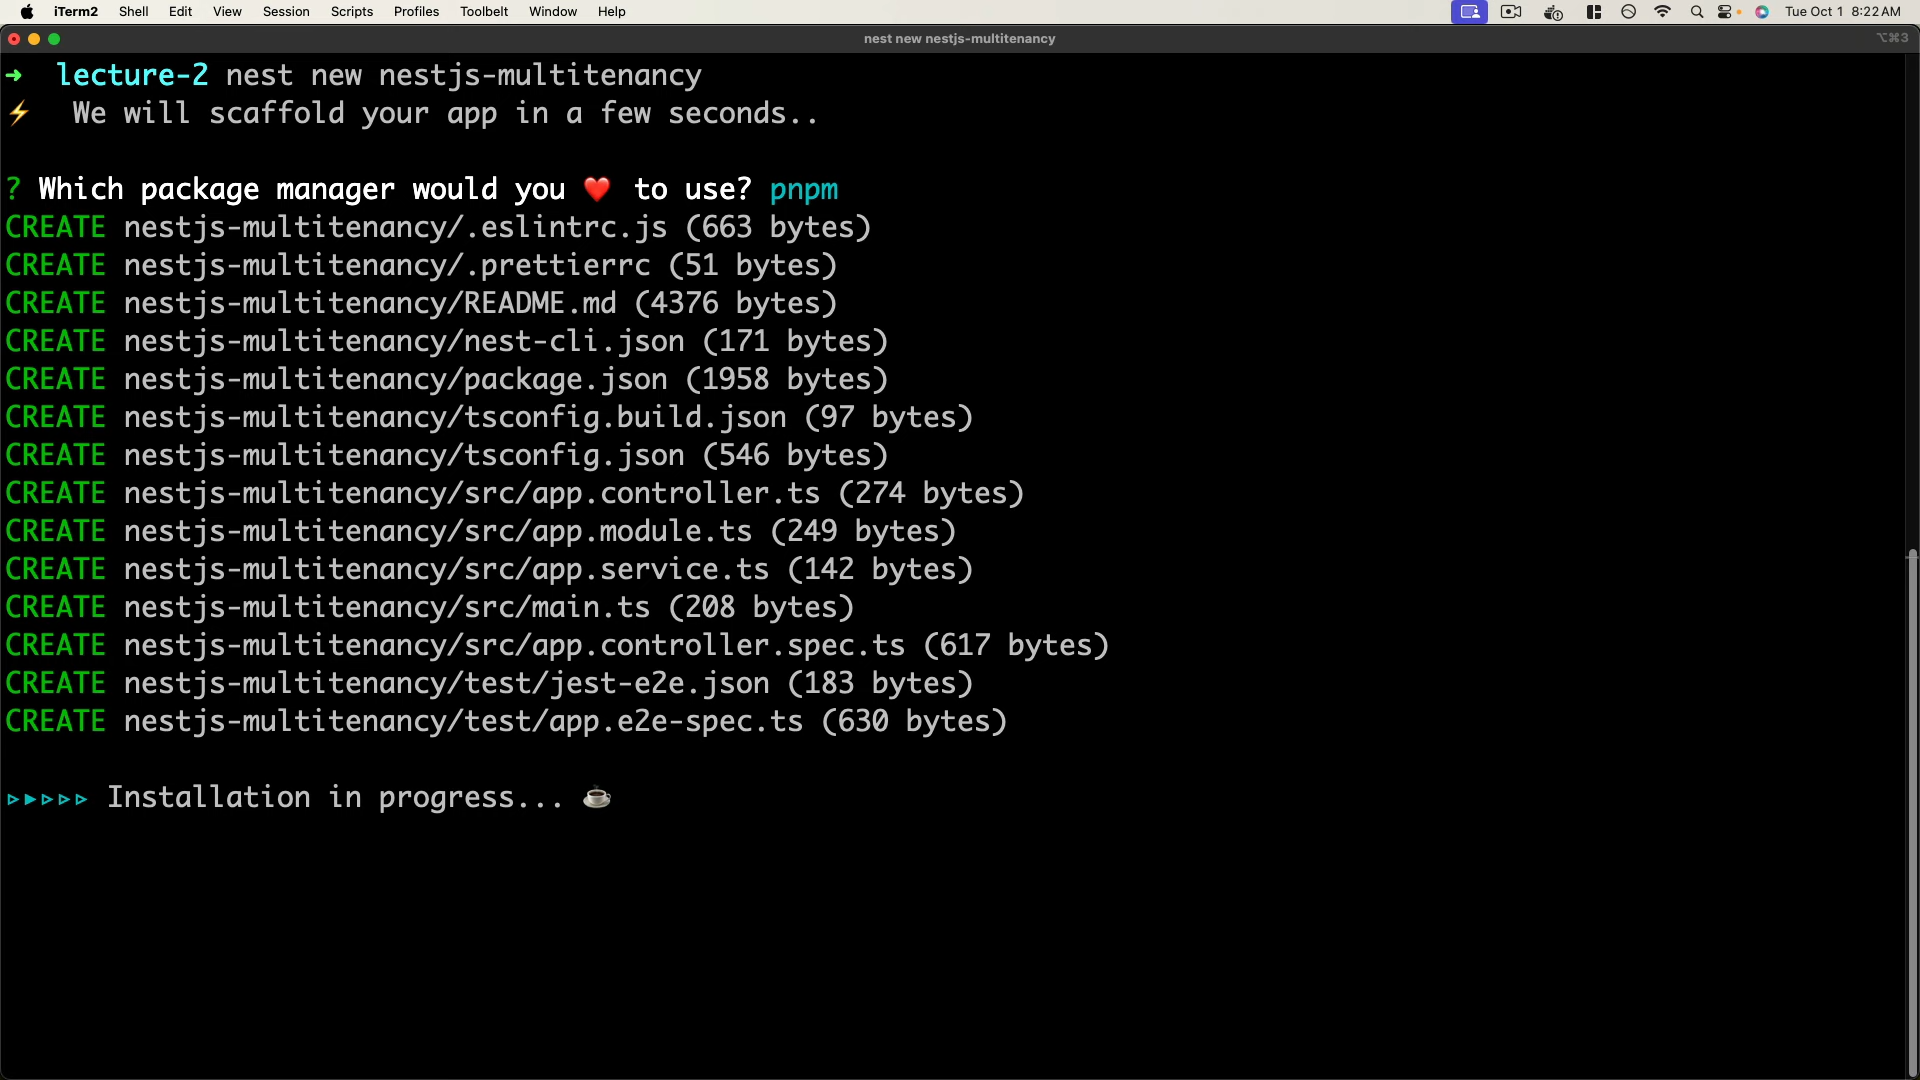 iTerm2 Shell Edit View Session Scripts Profiles Toolbelt Window Help Tue Oct 1 8:22 AM
nest new nestjs-multitenancy ⌥⌘3
➜ lecture-2 nest new nestjs-multitenancy
⚡ We will scaffold your app in a few seconds..
? Which package manager would you ❤️ to use? pnpm
CREATE nestjs-multitenancy/.eslintrc.js (663 bytes)
CREATE nestjs-multitenancy/.prettierrc (51 bytes)
CREATE nestjs-multitenancy/README.md (4376 bytes)
CREATE nestjs-multitenancy/nest-cli.json (171 bytes)
CREATE nestjs-multitenancy/package.json (1958 bytes)
CREATE nestjs-multitenancy/tsconfig.build.json (97 bytes)
CREATE nestjs-multitenancy/tsconfig.json (546 bytes)
CREATE nestjs-multitenancy/src/app.controller.ts (274 bytes)
CREATE nestjs-multitenancy/src/app.module.ts (249 bytes)
CREATE nestjs-multitenancy/src/app.service.ts (142 bytes)
CREATE nestjs-multitenancy/src/main.ts (208 bytes)
CREATE nestjs-multitenancy/src/app.controller.spec.ts (617 bytes)
CREATE nestjs-multitenancy/test/jest-e2e.json (183 bytes)
CREATE nestjs-multitenancy/test/app.e2e-spec.ts (630 bytes)
▹▸▹▹▹ Installation in progress... ☕